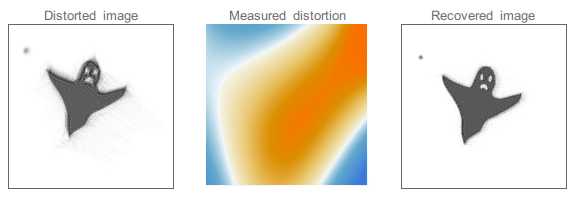 Distorted image
Measured distortion
Recovered image